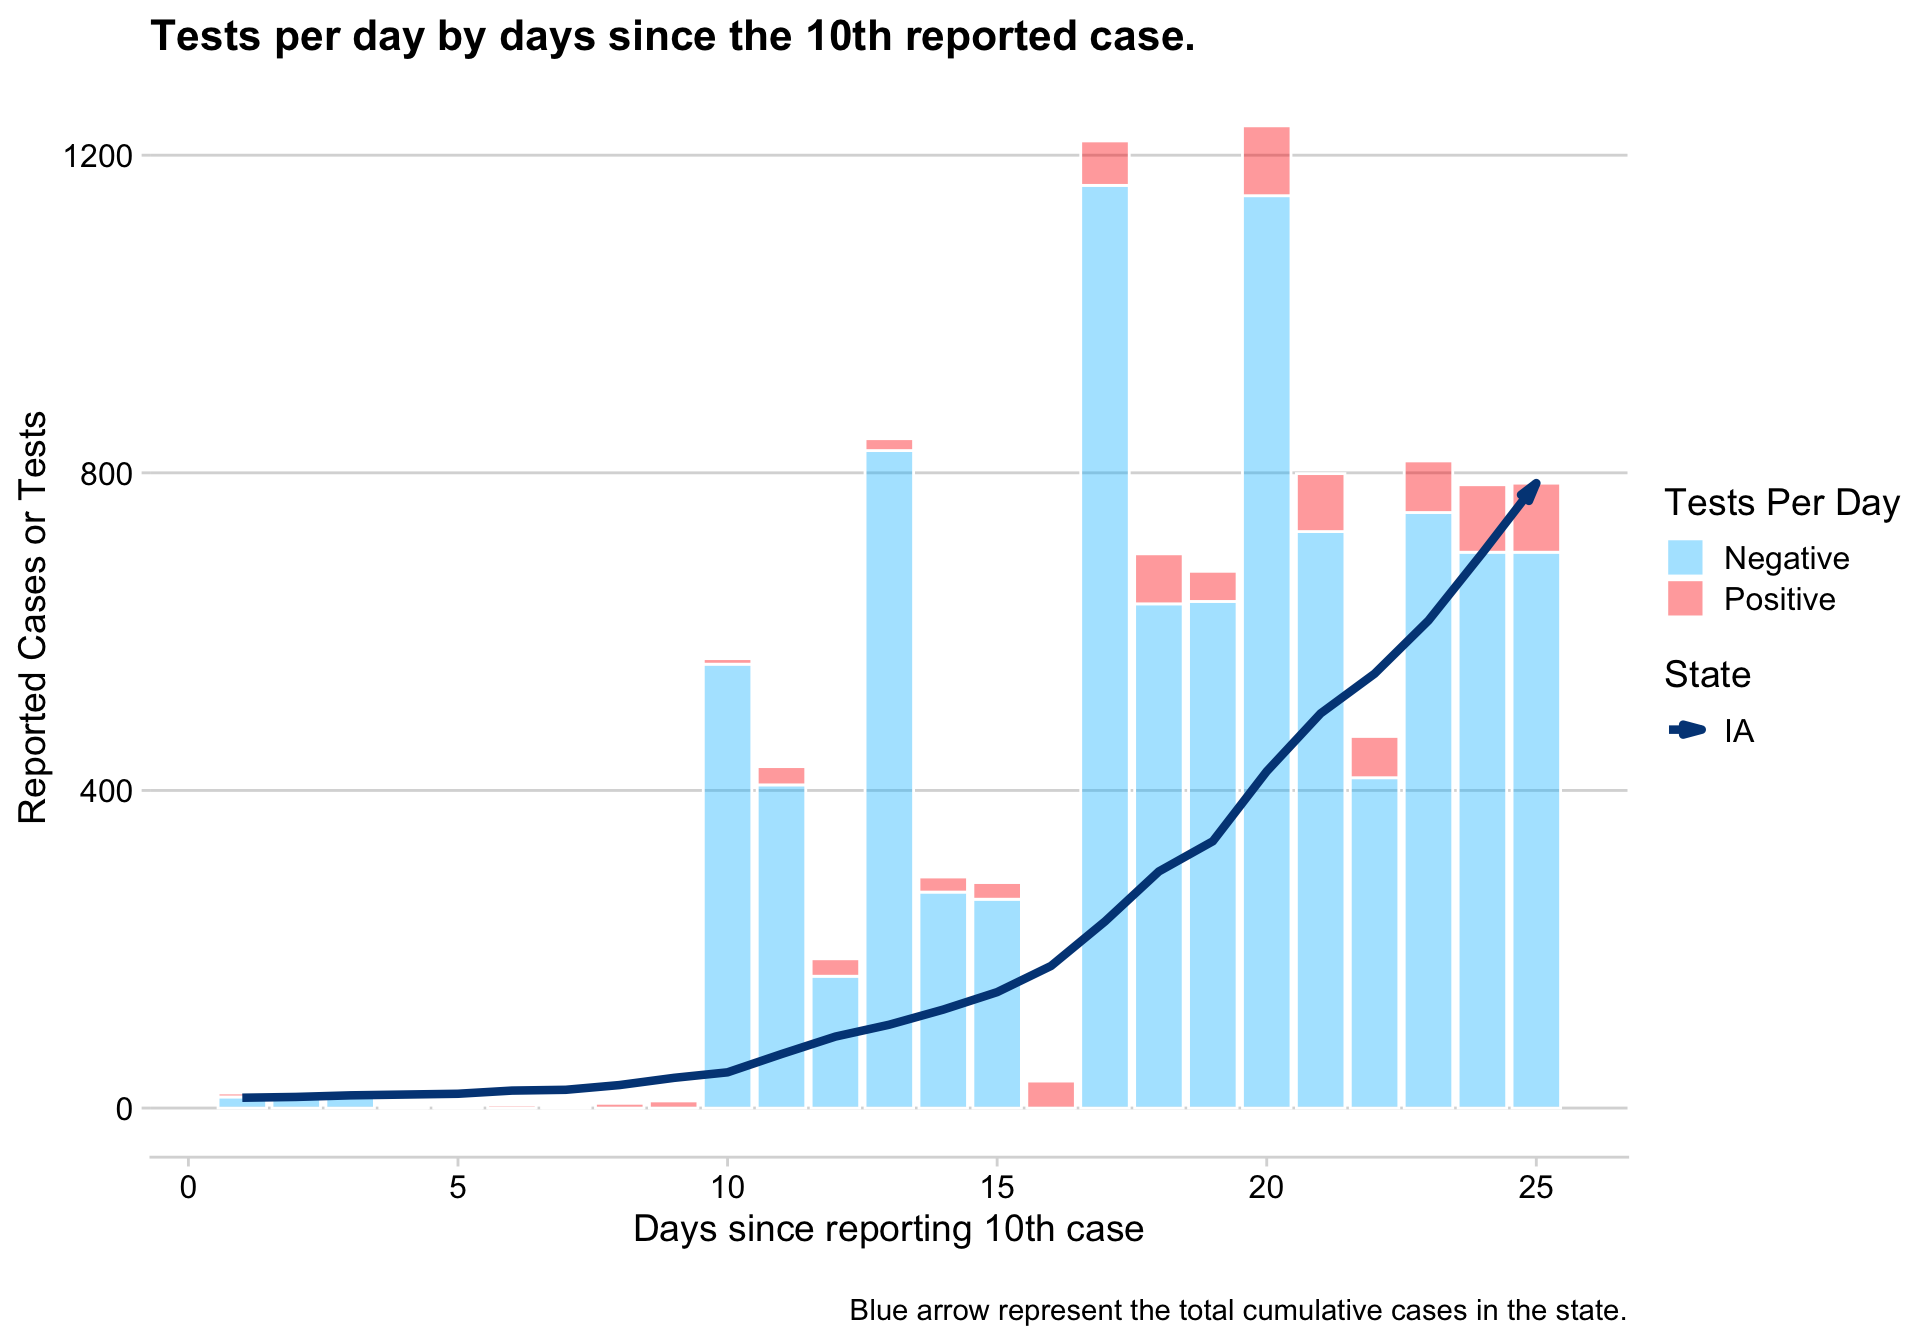 Tests per day by days since the 10th reported case.
1200
800
400
0
Reported Cases or Tests
0 5 10 15 20 25
Days since reporting 10th case
Tests Per Day
Negative
Positive
State
IA
Blue arrow represent the total cumulative cases in the state.